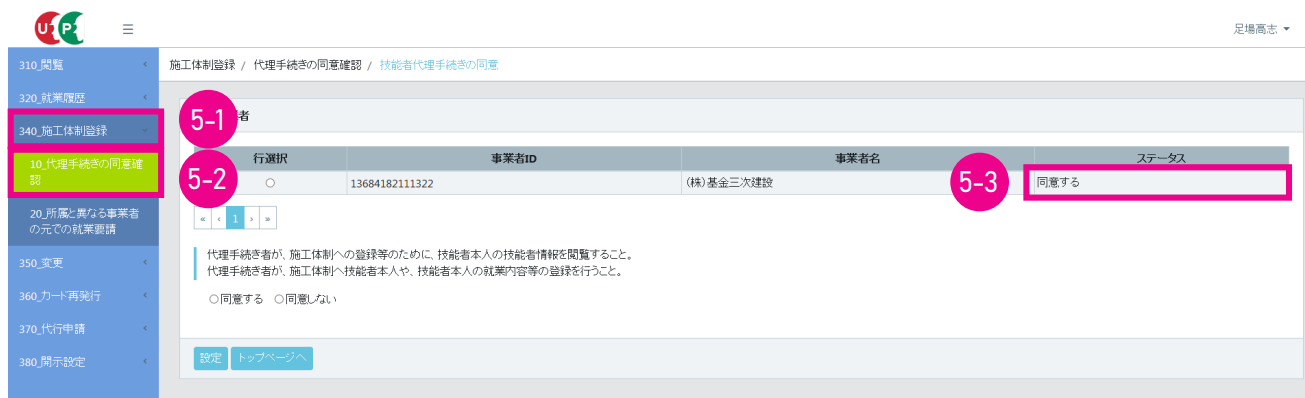 UP
足場高志
310_閲覧
施工体制登録 / 代理手続きの同意確認 / 技能者代理手続きの同意
320_就業履歴
340_施工体制登録
5-1
者
10_代理手続きの同意確
認
5-2
行選択 事業者ID 事業者名 ステータス
13684182111322 (株)基金三次建設 同意する
5-3
20_所属と異なる事業者
の元での就業要請
« ‹ 1 › »
350_変更
代理手続き者が、施工体制への登録等のために、技能者本人の技能者情報を閲覧すること。
代理手続き者が、施工体制へ技能者本人や、技能者本人の就業内容等の登録を行うこと。
360_カード再発行
同意する 同意しない
370_代行申請
380_開示設定
設定 トップページへ